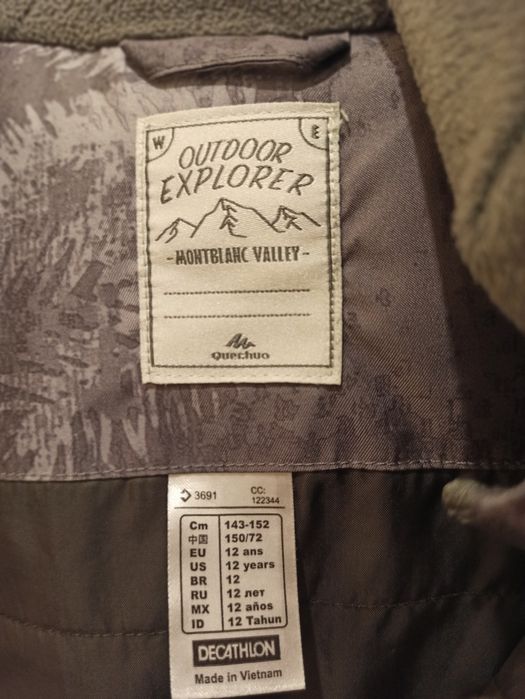 W E
OUTDOOR
EXPLORER
-MONTBLANC VALLEY-
Quechua
3691 CC: 122344
Cm 143-152
中国 150/72
EU 12 ans
US 12 years
BR 12
RU 12 лет
MX 12 años
ID 12 Tahun
DECATHLON
Made in Vietnam